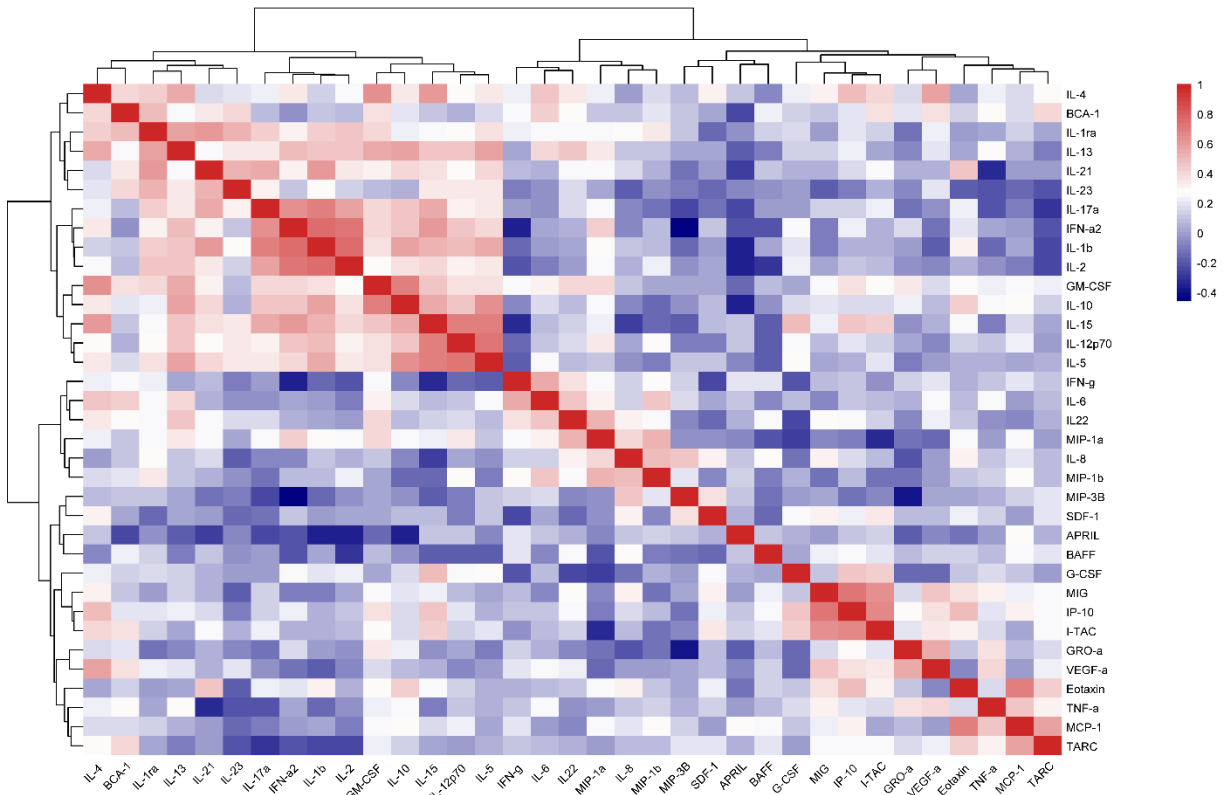 1
0.8
0.6
0.4
0.2
0
-0.2
-0.4
IL-4
BCA-1
IL-1ra
IL-13
IL-21
IL-23
IL-17a
IFN-a2
IL-1b
IL-2
GM-CSF
IL-10
IL-15
IL-12p70
IL-5
IFN-g
IL-6
IL22
MIP-1a
IL-8
MIP-1b
MIP-3B
SDF-1
APRIL
BAFF
G-CSF
MIG
IP-10
I-TAC
GRO-a
VEGF-a
Eotaxin
TNF-a
MCP-1
TARC
IL-4 BCA-1 IL-1ra IL-13 IL-21 IL-23 IL-17a IFN-a2 IL-1b IL-2 GM-CSF IL-10 IL-15 IL-12p70 IL-5 IFN-g IL-6 IL22 MIP-1a IL-8 MIP-1b MIP-3B SDF-1 APRIL BAFF G-CSF MIG IP-10 I-TAC GRO-a VEGF-a Eotaxin TNF-a MCP-1 TARC